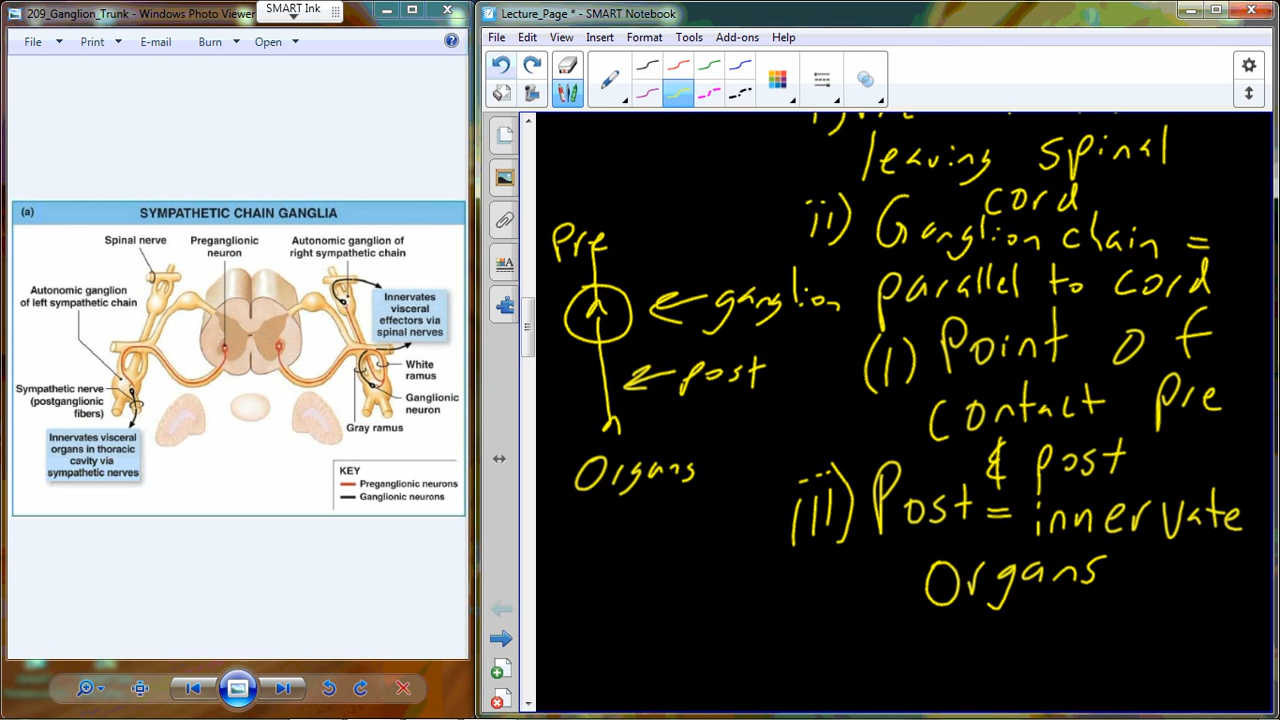 209_Ganglion_Trunk - Windows Photo Viewer
SMART Ink
File Print E-mail Burn Open
(a) SYMPATHETIC CHAIN GANGLIA
Spinal nerve
Preganglionic
neuron
Autonomic ganglion of
right sympathetic chain
Autonomic ganglion
of left sympathetic chain
Innervates
visceral
effectors via
spinal nerves
White
ramus
Sympathetic nerve
(postganglionic
fibers)
Ganglionic
neuron
Gray ramus
Innervates visceral
organs in thoracic
cavity via
sympathetic nerves
KEY
Preganglionic neurons
Ganglionic neurons
Lecture_Page * - SMART Notebook
File Edit View Insert Format Tools Add-ons Help
leaving spinal
cord
ii) Ganglion chain =
parallel to cord
(1) Point of
contact pre
& post
iii) Post = innervate
Organs
Pre
ganglion
post
Organs